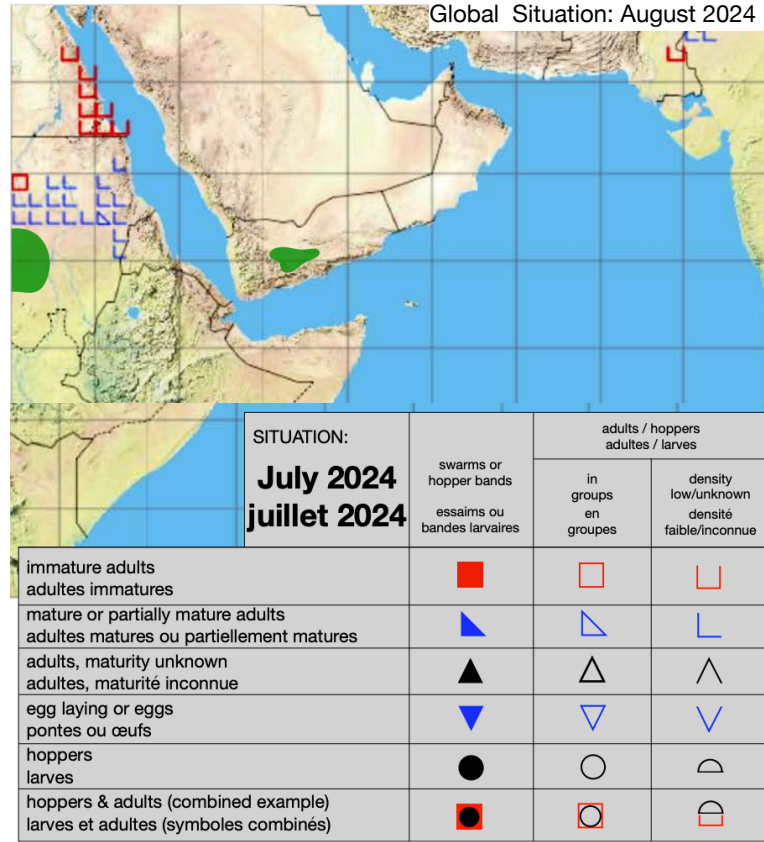 Global Situation: August 2024
SITUATION:
July 2024
juillet 2024
swarms or
hopper bands
essaims ou
bandes larvaires
adults / hoppers
adultes / larves
in
groups
en
groupes
density
low/unknown
densité
faible/inconnue
immature adults
adultes immatures
mature or partially mature adults
adultes matures ou partiellement matures
adults, maturity unknown
adultes, maturité inconnue
egg laying or eggs
pontes ou œufs
hoppers
larves
hoppers & adults (combined example)
larves et adultes (symboles combinés)